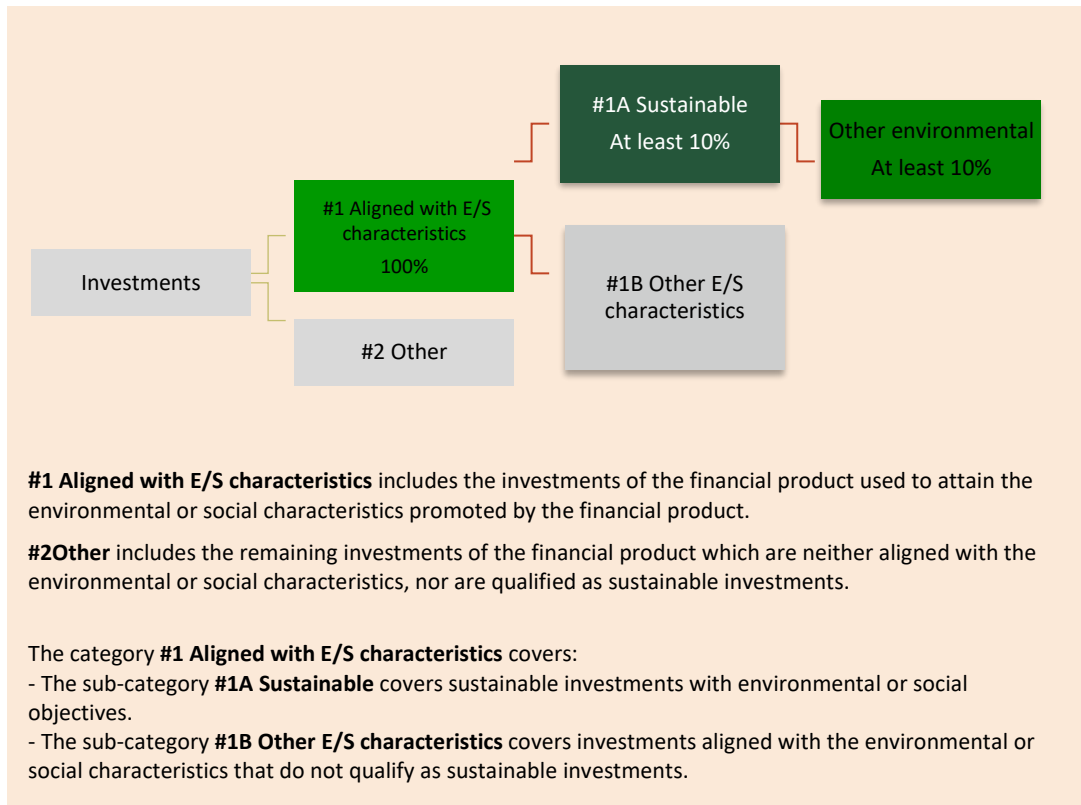 #1A Sustainable
At least 10%
Other environmental
At least 10%
#1 Aligned with E/S
characteristics
100%
Investments
#1B Other E/S
characteristics
#2 Other
#1 Aligned with E/S characteristics includes the investments of the financial product used to attain the
environmental or social characteristics promoted by the financial product.
#2Other includes the remaining investments of the financial product which are neither aligned with the
environmental or social characteristics, nor are qualified as sustainable investments.
The category #1 Aligned with E/S characteristics covers:
- The sub-category #1A Sustainable covers sustainable investments with environmental or social
objectives.
- The sub-category #1B Other E/S characteristics covers investments aligned with the environmental or
social characteristics that do not qualify as sustainable investments.